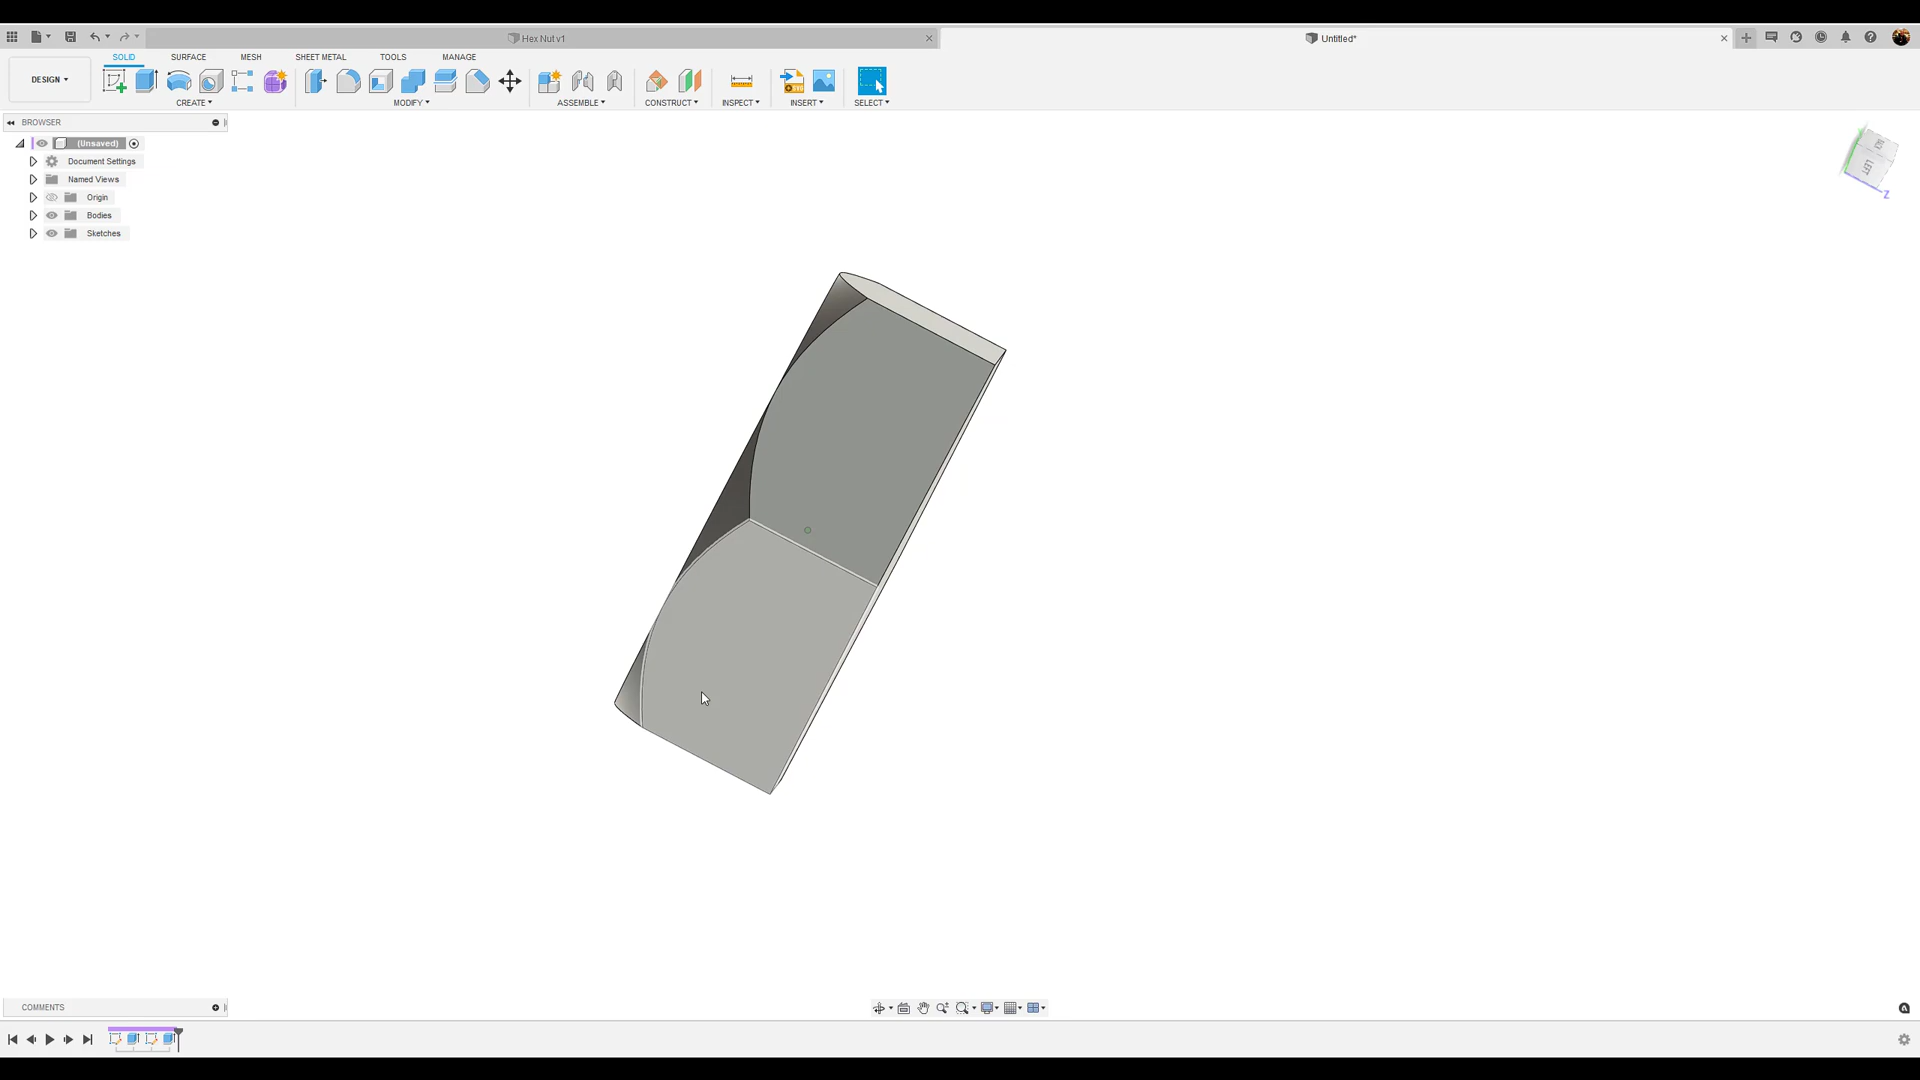 Hex Nut v1
Untitled*
DESIGN
SOLID
SURFACE
MESH
SHEET METAL
TOOLS
MANAGE
CREATE
MODIFY
ASSEMBLE
CONSTRUCT
INSPECT
INSERT
SELECT
BROWSER
(Unsaved)
Document Settings
Named Views
Origin
Bodies
Sketches
LEFT
Z
COMMENTS